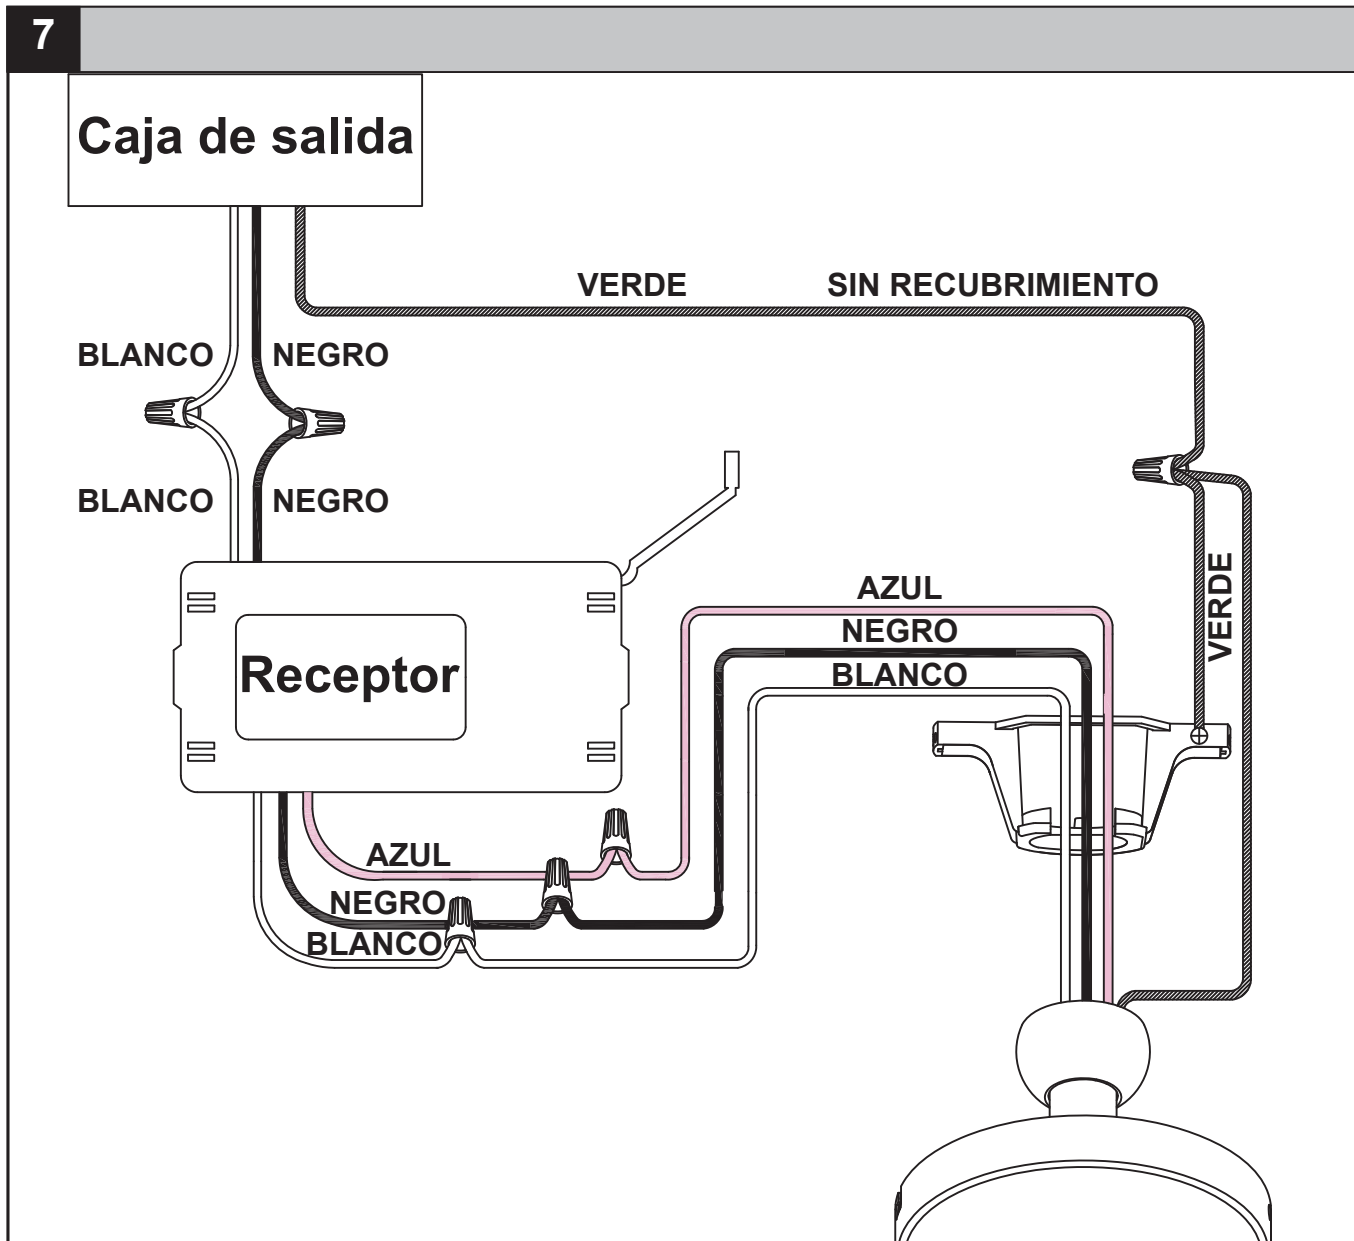 7
Caja de salida
VERDE SIN RECUBRIMIENTO
BLANCO NEGRO
BLANCO NEGRO
VERDE
AZUL
NEGRO
BLANCO
Receptor
AZUL
NEGRO
BLANCO